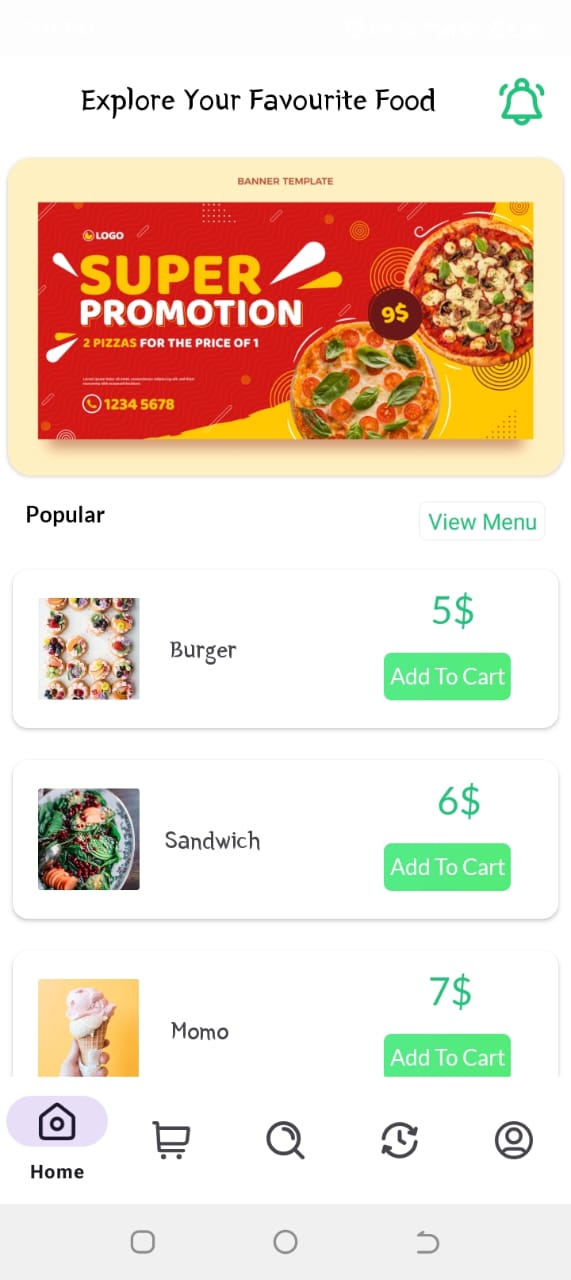 Explore Your Favourite Food
BANNER TEMPLATE
LOGO
SUPER
PROMOTION
9$
2 PIZZAS FOR THE PRICE OF 1
1234 5678
Popular
View Menu
5$
Burger
Add To Cart
6$
Sandwich
Add To Cart
7$
Momo
Add To Cart
Home